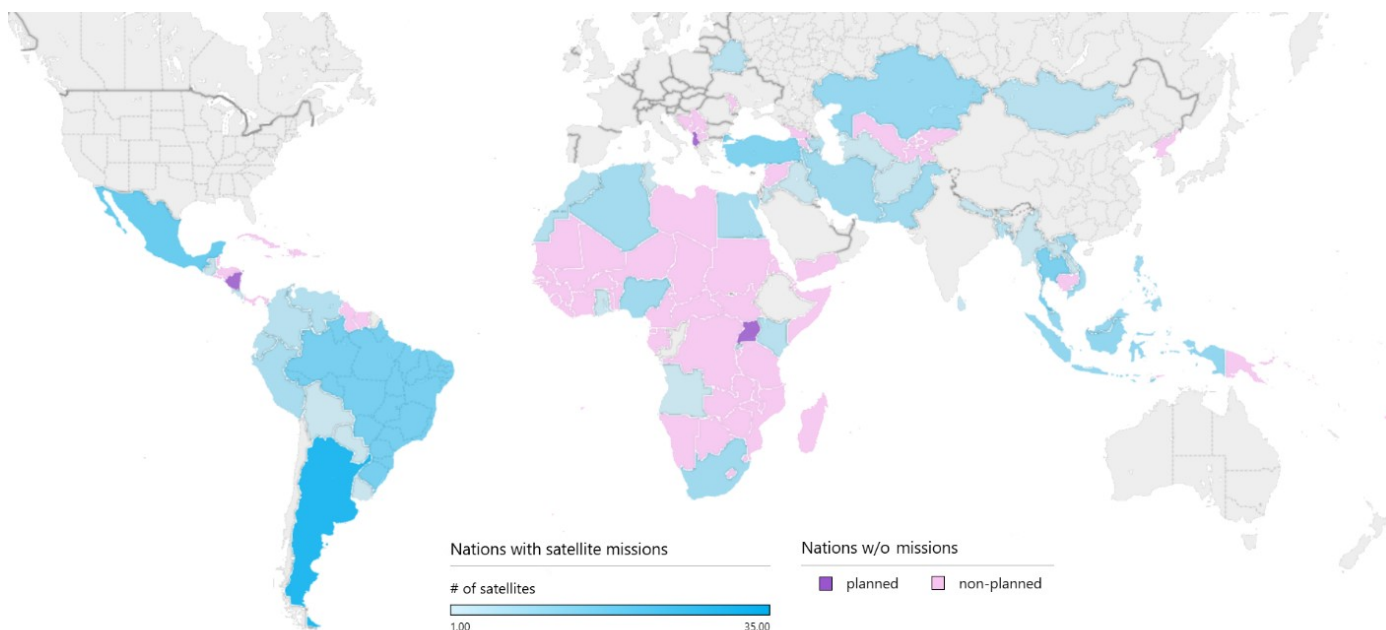 Nations with satellite missions
# of satellites
1.00 35.00
Nations w/o missions
planned non-planned